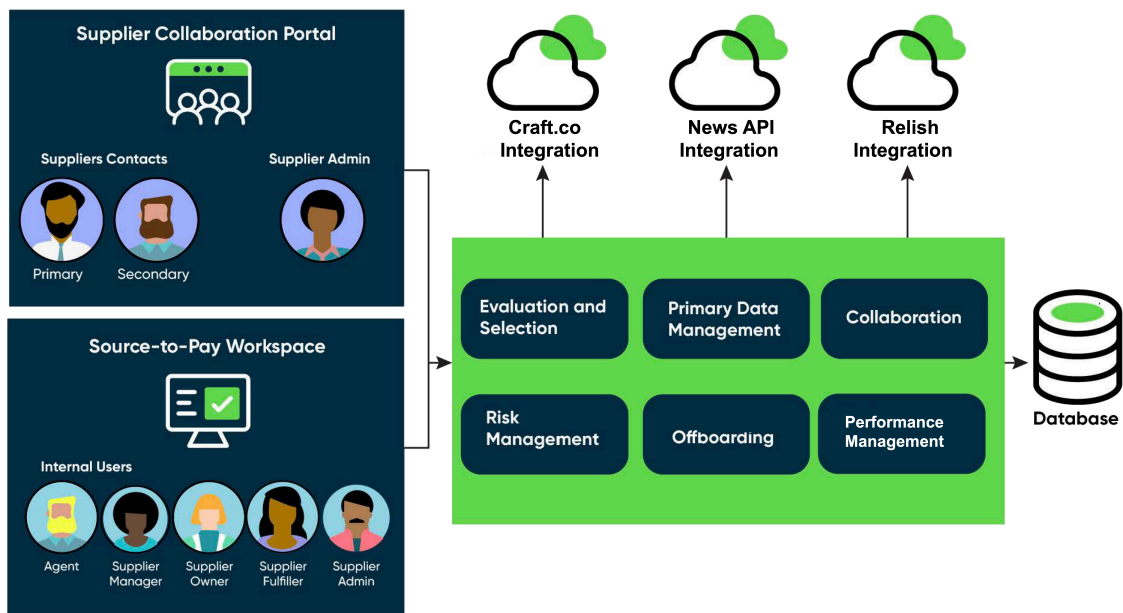 Supplier Collaboration Portal
Suppliers Contacts
Supplier Admin
Primary
Secondary
Source-to-Pay Workspace
Internal Users
Agent
Supplier
Manager
Supplier
Owner
Supplier
Fulfiller
Supplier
Admin
Craft.co
Integration
News API
Integration
Relish
Integration
Evaluation and
Selection
Primary Data
Management
Collaboration
Risk
Management
Offboarding
Performance
Management
Database